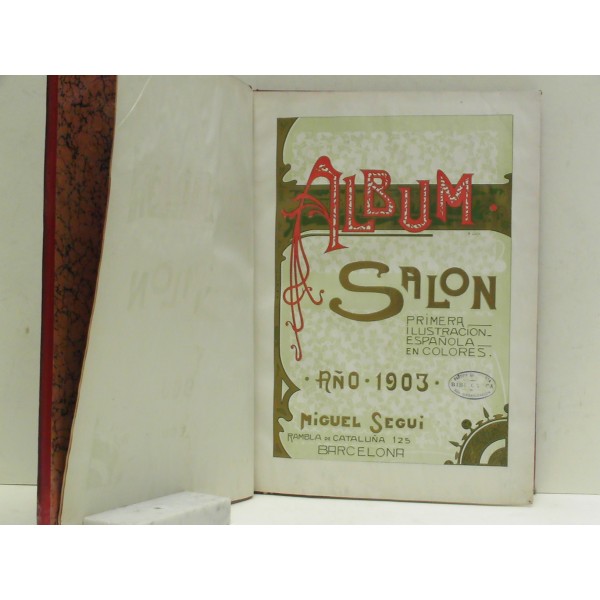 ALBUM
SALON
PRIMERA
ILUSTRACION
ESPAÑOLA
EN COLORES.
· AÑO · 1903 ·
MIGUEL SEGUI
RAMBLA DE CATALUÑA 125
BARCELONA